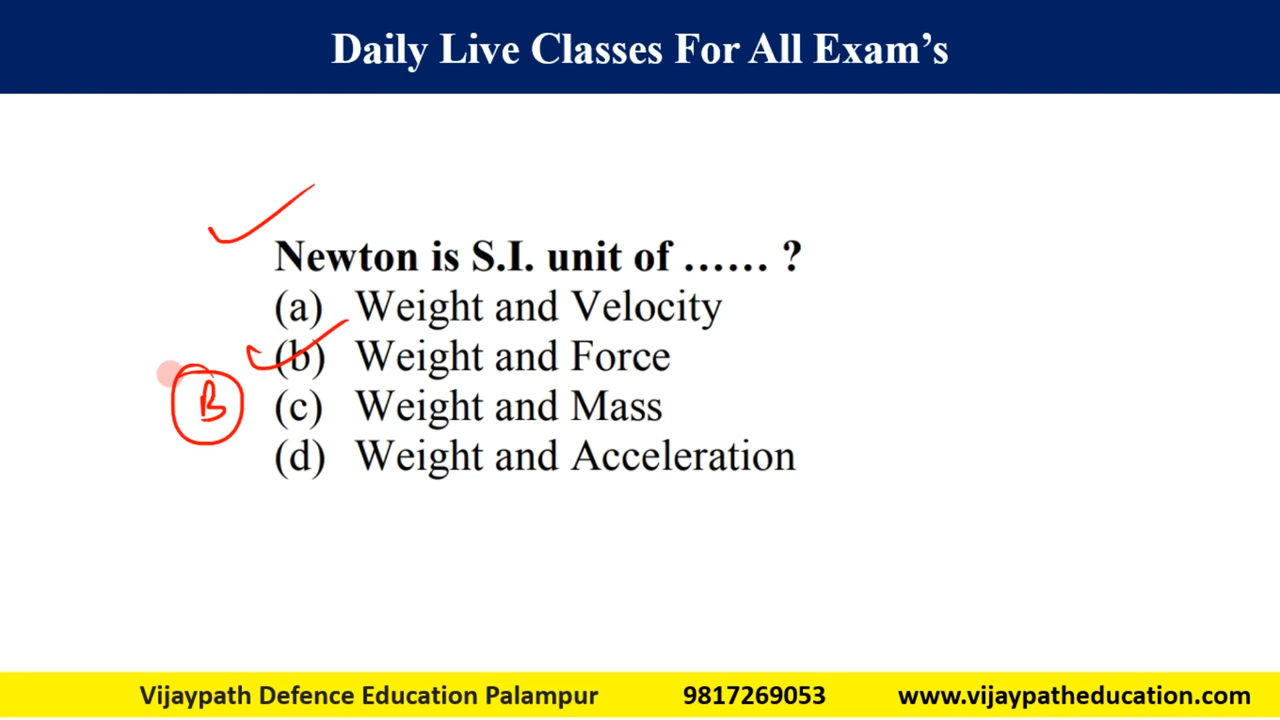 Daily Live Classes For All Exam’s
Newton is S.I. unit of ...... ?
(a) Weight and Velocity
(b) Weight and Force
B
(c) Weight and Mass
(d) Weight and Acceleration
Vijaypath Defence Education Palampur 9817269053 www.vijaypatheducation.com